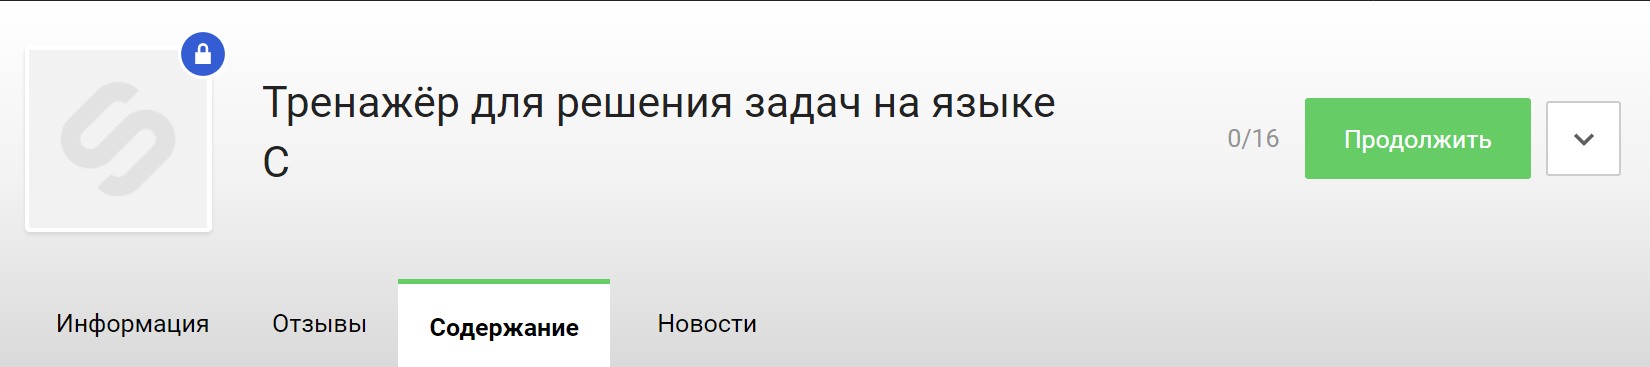 Тренажёр для решения задач на языке
C
0/16
Продолжить
Информация
Отзывы
Содержание
Новости